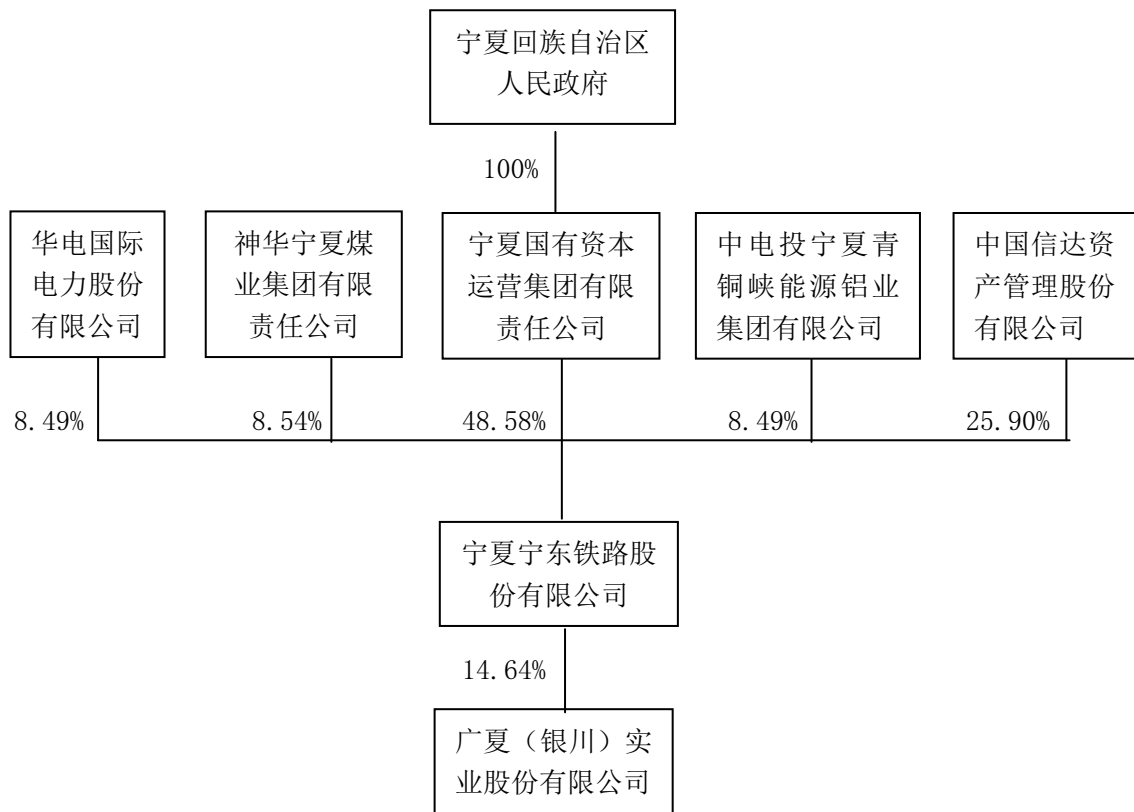 宁夏回族自治区
人民政府
100%
华电国际
电力股份
有限公司
神华宁夏煤
业集团有限
责任公司
宁夏国有资本
运营集团有限
责任公司
中电投宁夏青
铜峡能源铝业
集团有限公司
中国信达资
产管理股份
有限公司
8.49%
8.54%
48.58%
8.49%
25.90%
宁夏宁东铁路股
份有限公司
14.64%
广夏（银川）实
业股份有限公司